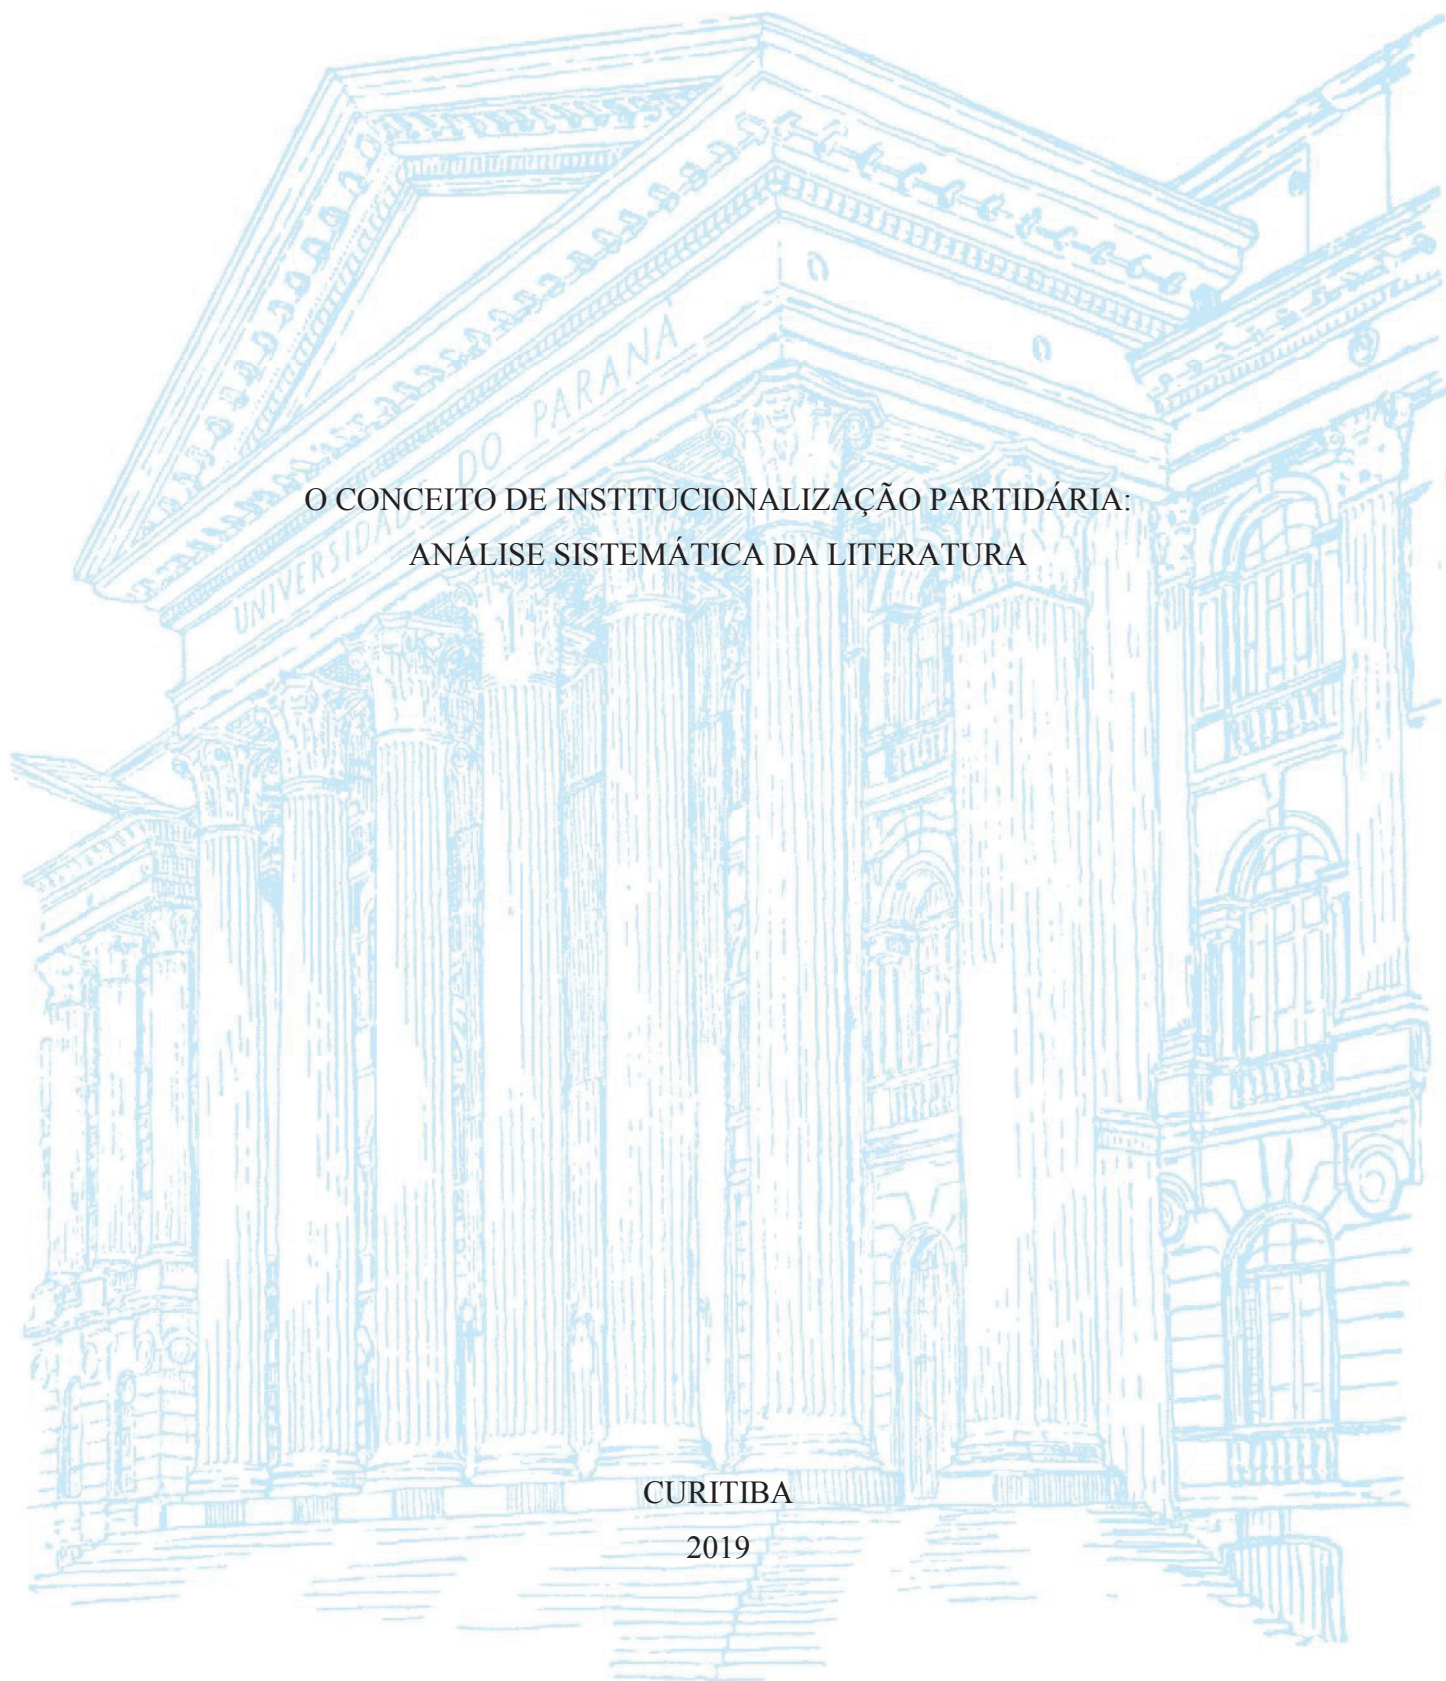 UNIVERSIDADE DO PARANÁ
O CONCEITO DE INSTITUCIONALIZAÇÃO PARTIDÁRIA:
ANÁLISE SISTEMÁTICA DA LITERATURA
CURITIBA
2019